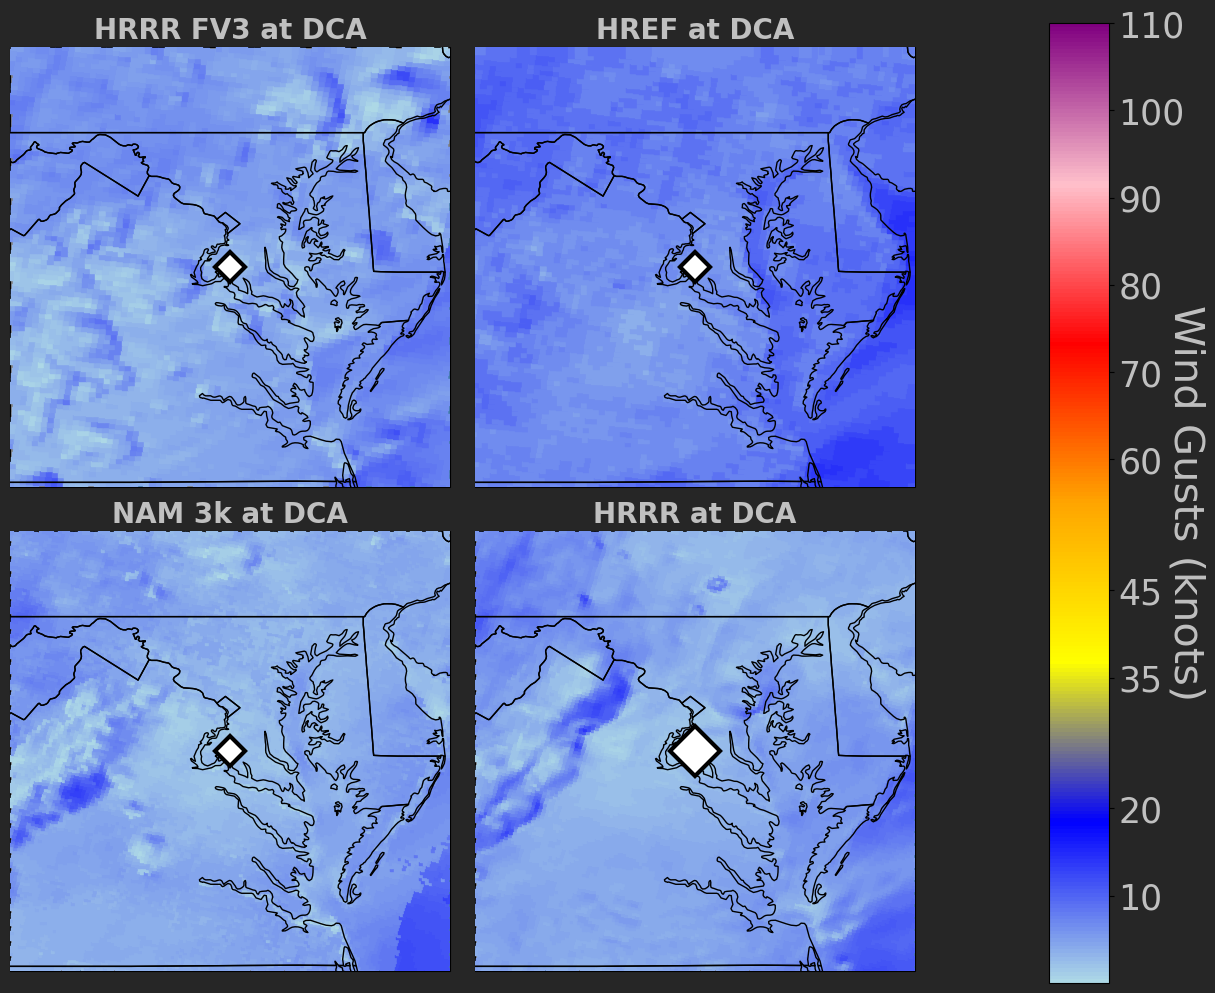 HRRR FV3 at DCA
HREF at DCA
NAM 3k at DCA
HRRR at DCA
110
100
90
80
70
60
45
35
20
10
Wind Gusts (knots)